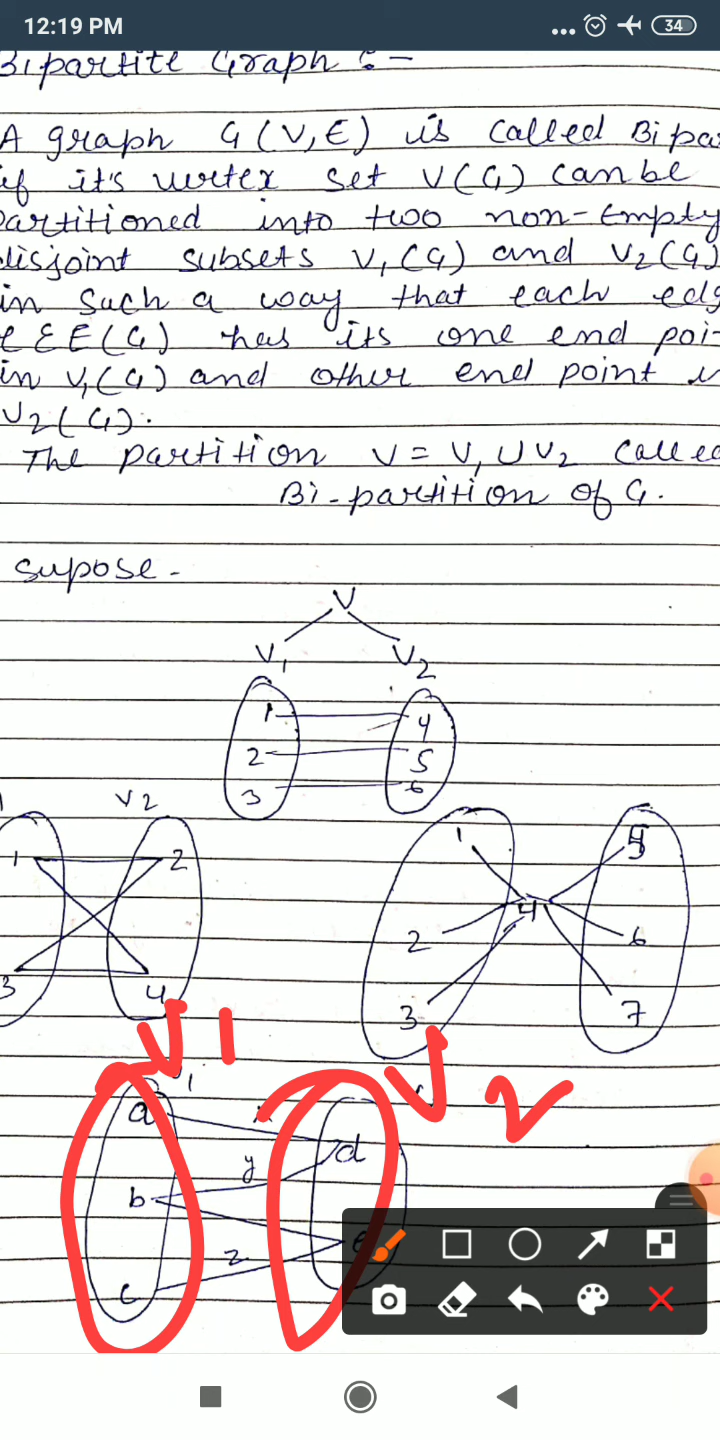 12:19 PM
34
Bipartite Graph :-
A graph G(V,E) is called Bipa
if it's vertex set V(G) can be
partitioned into two non-Empty
disjoint subsets V1(G) and V2(G)
in such a way that each edg
e E E(G) has its one end poi
in V1(G) and other end point i
V2(G).
The partition V = V1 U V2 called
Bi-partition of G.
supose-
V
V1 V2
1 4
2 5
3 6
V2
1 2
3 4
1 5
4
2 6
3 7
V1
V2
a
d
y
b
z
c